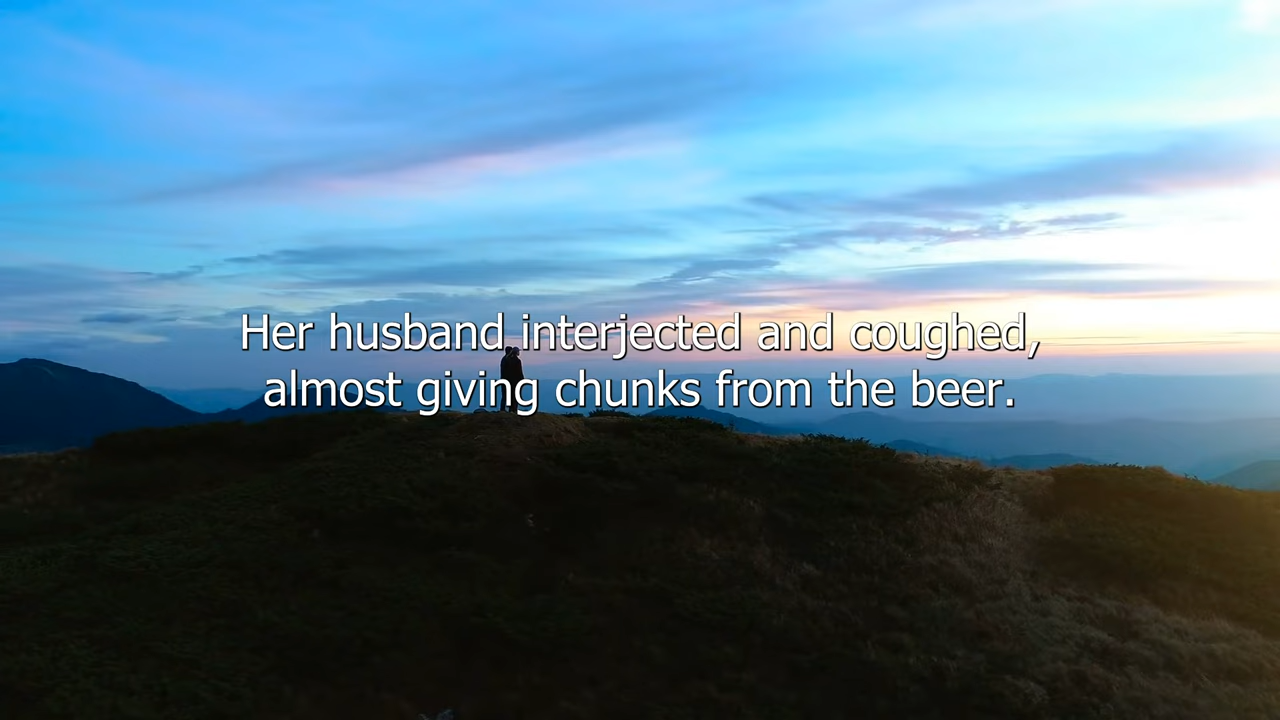 Her husband interjected and coughed,
almost giving chunks from the beer.